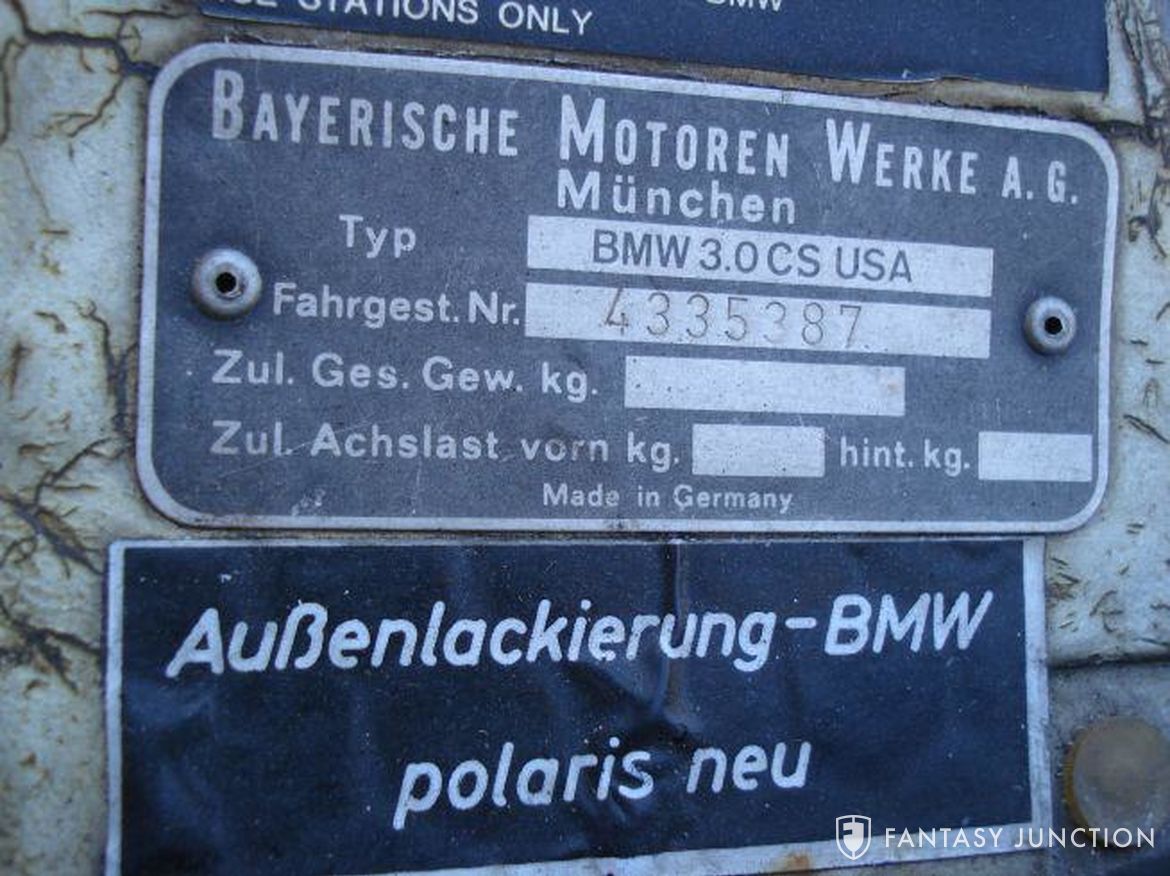 BMW
STATIONS ONLY
BAYERISCHE MOTOREN WERKE A.G.
München
Typ BMW 3.0 CS USA
Fahrgest. Nr. 4335387
Zul. Ges. Gew. kg.
Zul. Achslast vorn kg. hint. kg.
Made in Germany
Außenlackierung-BMW
polaris neu
FANTASY JUNCTION